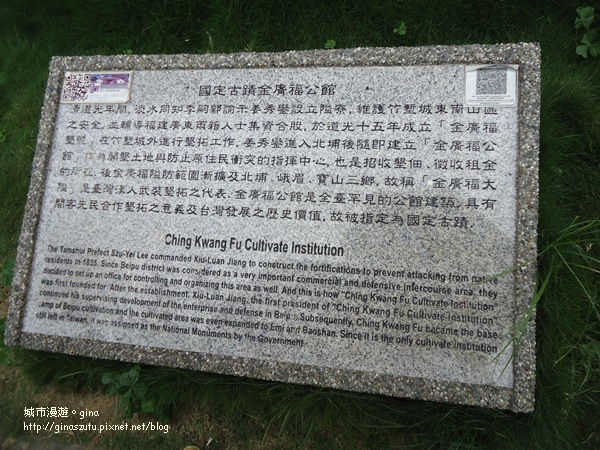 國定古蹟金廣福公館
清道光年間，淡水同知李嗣鄴諭示姜秀鑾設立隘寮，維護竹塹城東南山區
之安全，並輔導福建廣東兩籍人士集資合股，於道光十五年成立「金廣福
墾號」在竹塹城外進行墾拓工作，姜秀鑾進入北埔後隨即建立「金廣福公
館」作為開墾土地與防止原住民衝突的指揮中心，也是招收墾佃、徵收租金
的所在，後金廣福隘防範圍漸擴及北埔、峨眉、寶山三鄉，故稱「金廣福大
隘」是臺灣漢人武裝墾拓之代表，金廣福公館是全臺罕見的公館建築，具有
閩客先民合作墾拓之意義及台灣發展之歷史價值，故被指定為國定古蹟。
Ching Kwang Fu Cultivate Institution
The Tamshui Prefect Szu-Yei Lee commanded Xiu-Luan Jiang to construct the fortifications to prevent attacking from native
residents in 1835. Since Beipu district was considered as a very important commercial and defensive intercourse area, they
decided to set up an office for controlling and organizing this area as well. And this is how "Ching Kwang Fu Cultivate Institution"
was first founded for. After the establishment, Xiu-Luan Jiang, the first president of "Ching Kwang Fu Cultivate Institution"
continued his supervising development of the enterprise and defense in Beipu. Subsequently, Ching Kwang Fu became the base
camp of Beipu cultivation and the cultivated area was even expanded to Emi and Baoshan. Since it is the only cultivate institution
still left in Taiwan, it was assigned as the National Monuments by the Government.
城市漫遊。gina
http://ginaszutu.pixnet.net/blog